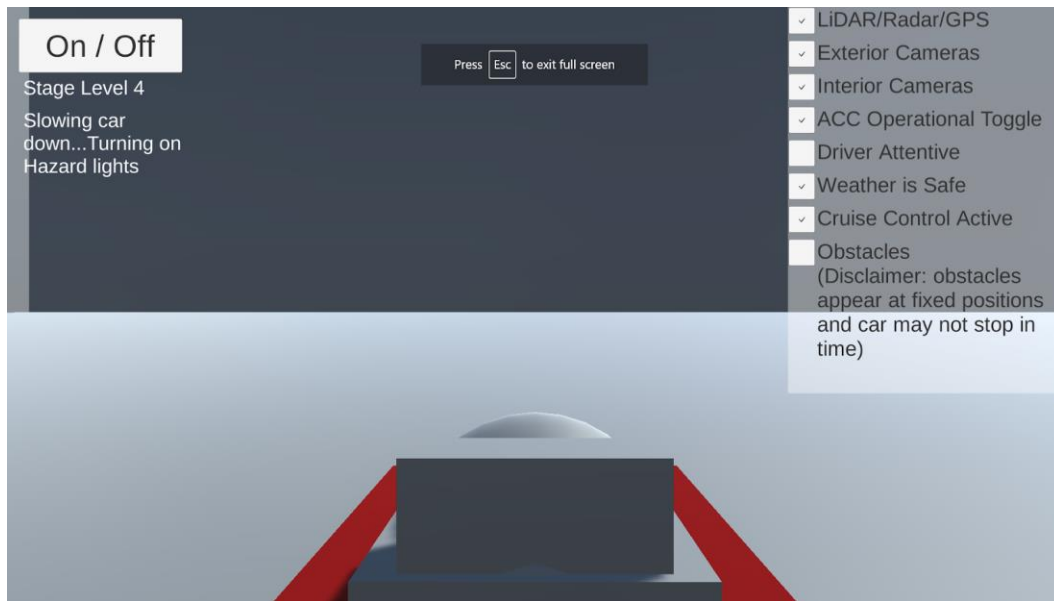 On / Off
Stage Level 4
Slowing car
down...Turning on
Hazard lights
Press Esc to exit full screen
LiDAR/Radar/GPS
Exterior Cameras
Interior Cameras
ACC Operational Toggle
Driver Attentive
Weather is Safe
Cruise Control Active
Obstacles
(Disclaimer: obstacles
appear at fixed positions
and car may not stop in
time)